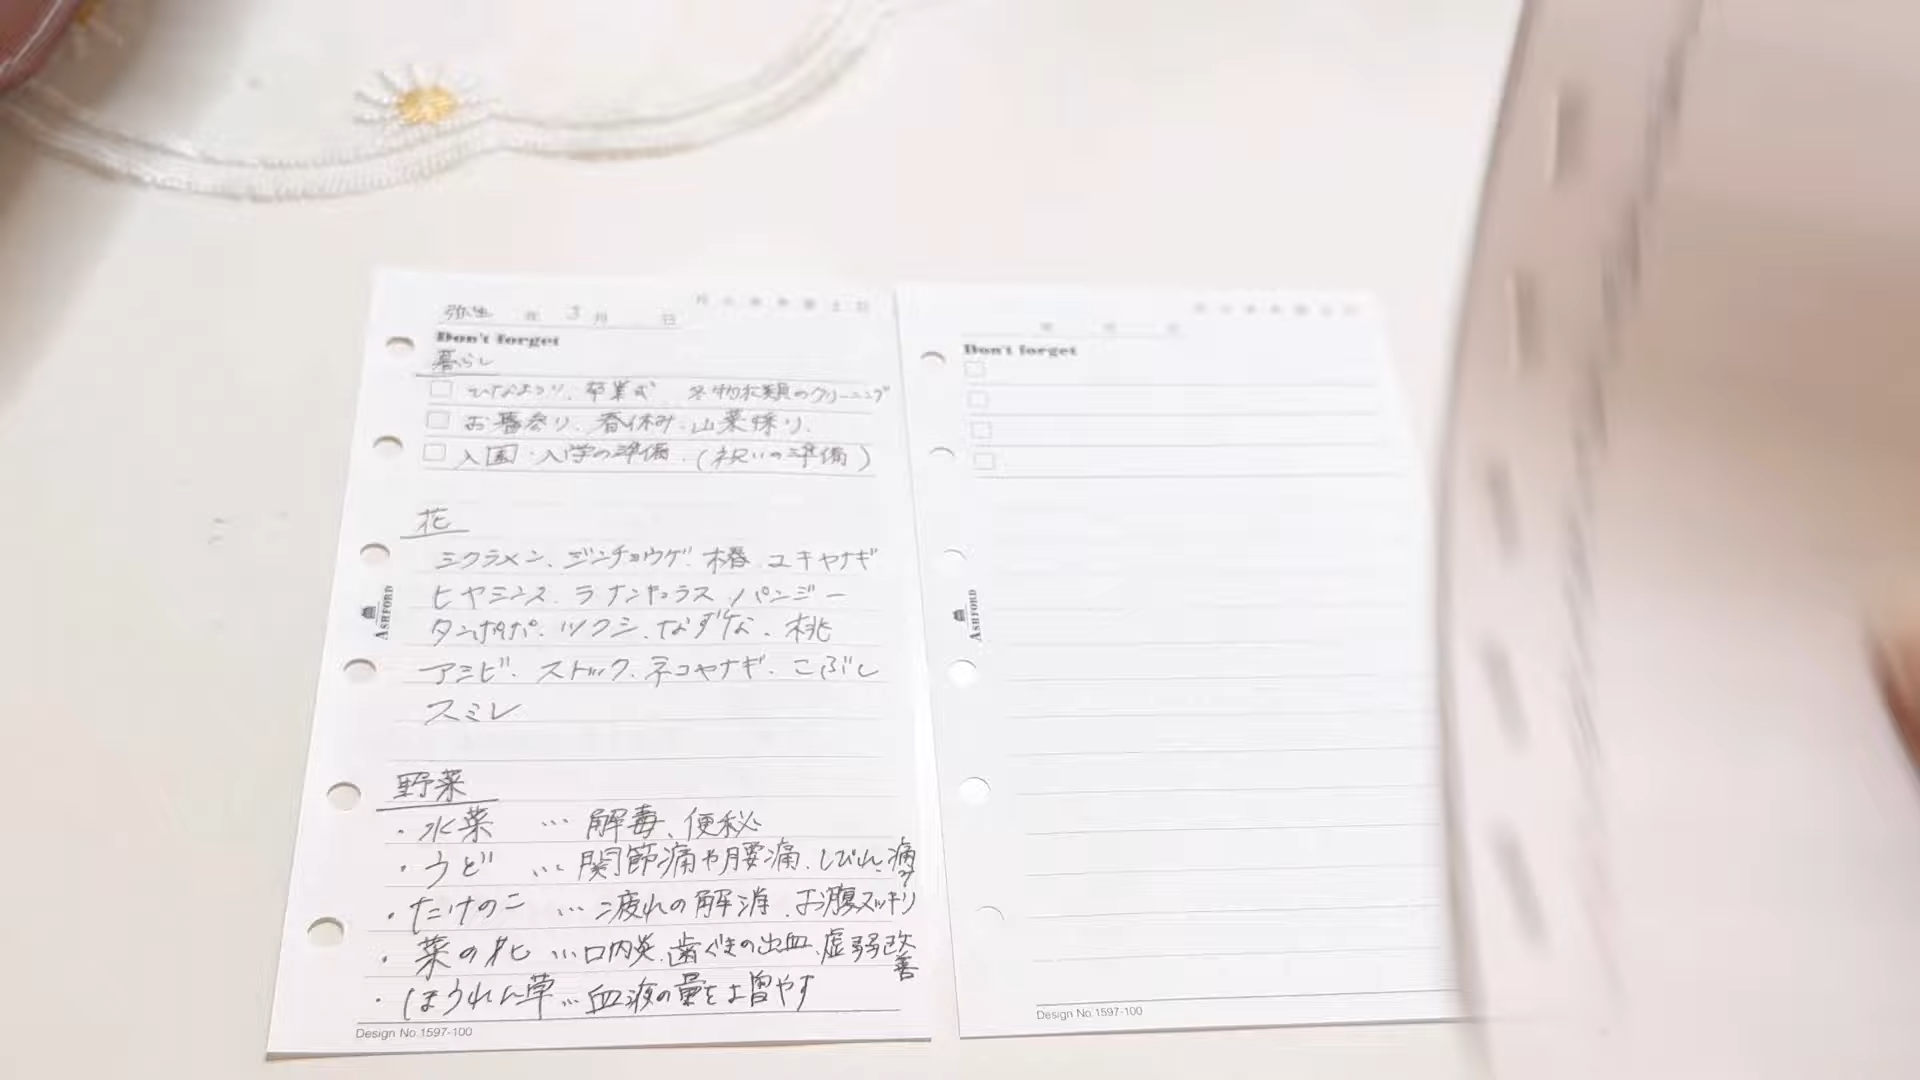 弥生 年 3月 日
月 火 水 木 金 土 日
Don't forget
暮らし
ひなまつり、卒業式 冬物衣類のクリーニング
お墓参り、春休み、山菜採り、
入園・入学の準備、(祝いの準備)
花
シクラメン、ジンチョウゲ、椿、ユキヤナギ
ヒヤシンス、ラナンキュラス、パンジー
タンポポ、ツクシ、なずな、桃
アシビ、ストック、ネコヤナギ、こぶし
スミレ
ASHFORD
野菜
・水菜 … 解毒、便秘
・うど … 関節痛や腰痛、しびれ、痛み
・たけのこ … 疲れの解消、お腹スッキリ
・菜の花 … 口内炎、歯ぐきの出血、虚弱改善
・ほうれん草 … 血液の量を増やす
Design No.1597-100
年 月 日
月 火 水 木 金 土 日
Don't forget
ASHFORD
Design No.1597-100